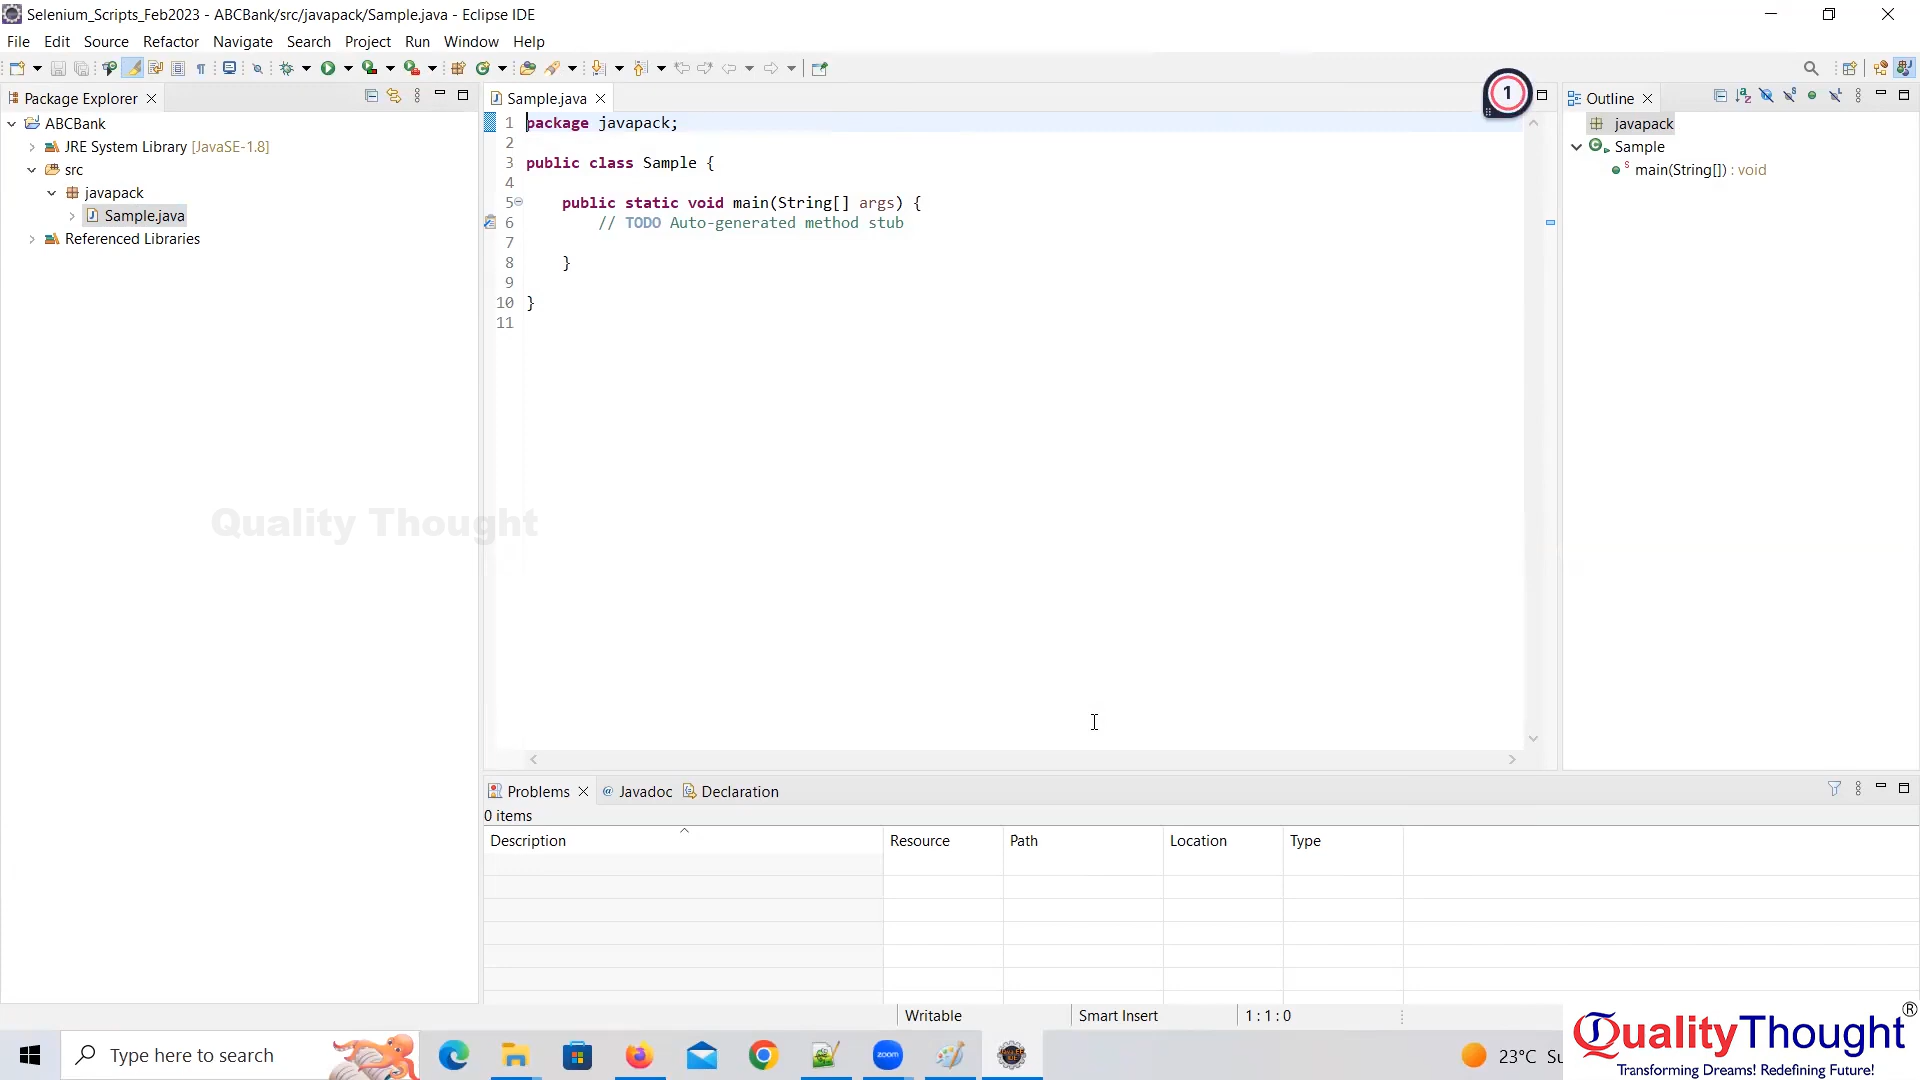 Selenium_Scripts_Feb2023 - ABCBank/src/javapack/Sample.java - Eclipse IDE
File Edit Source Refactor Navigate Search Project Run Window Help
Package Explorer
ABCBank
JRE System Library [JavaSE-1.8]
src
javapack
Sample.java
Referenced Libraries
Sample.java
1 package javapack;
2
3 public class Sample {
4
5 public static void main(String[] args) {
6 // TODO Auto-generated method stub
7
8 }
9
10 }
11
1
Outline
javapack
Sample
main(String[]) : void
Quality Thought
Problems @ Javadoc Declaration
0 items
Description Resource Path Location Type
Writable Smart Insert 1 : 1 : 0
Type here to search
zoom
23°C Su
QualityThought®
Transforming Dreams! Redefining Future!